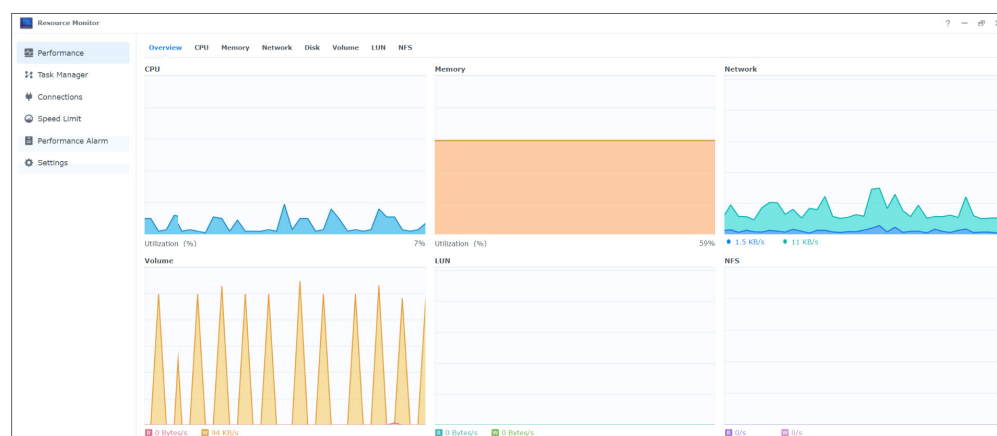 Resource Monitor
Performance
Task Manager
Connections
Speed Limit
Performance Alarm
Settings
Overview CPU Memory Network Disk Volume LUN NFS
CPU
Utilization (%) 7%
Memory
Utilization (%) 59%
Network
1.5 KB/s 11 KB/s
Volume
R 0 Bytes/s W 94 KB/s
LUN
R 0 Bytes/s W 0 Bytes/s
NFS
R 0/s W 0/s